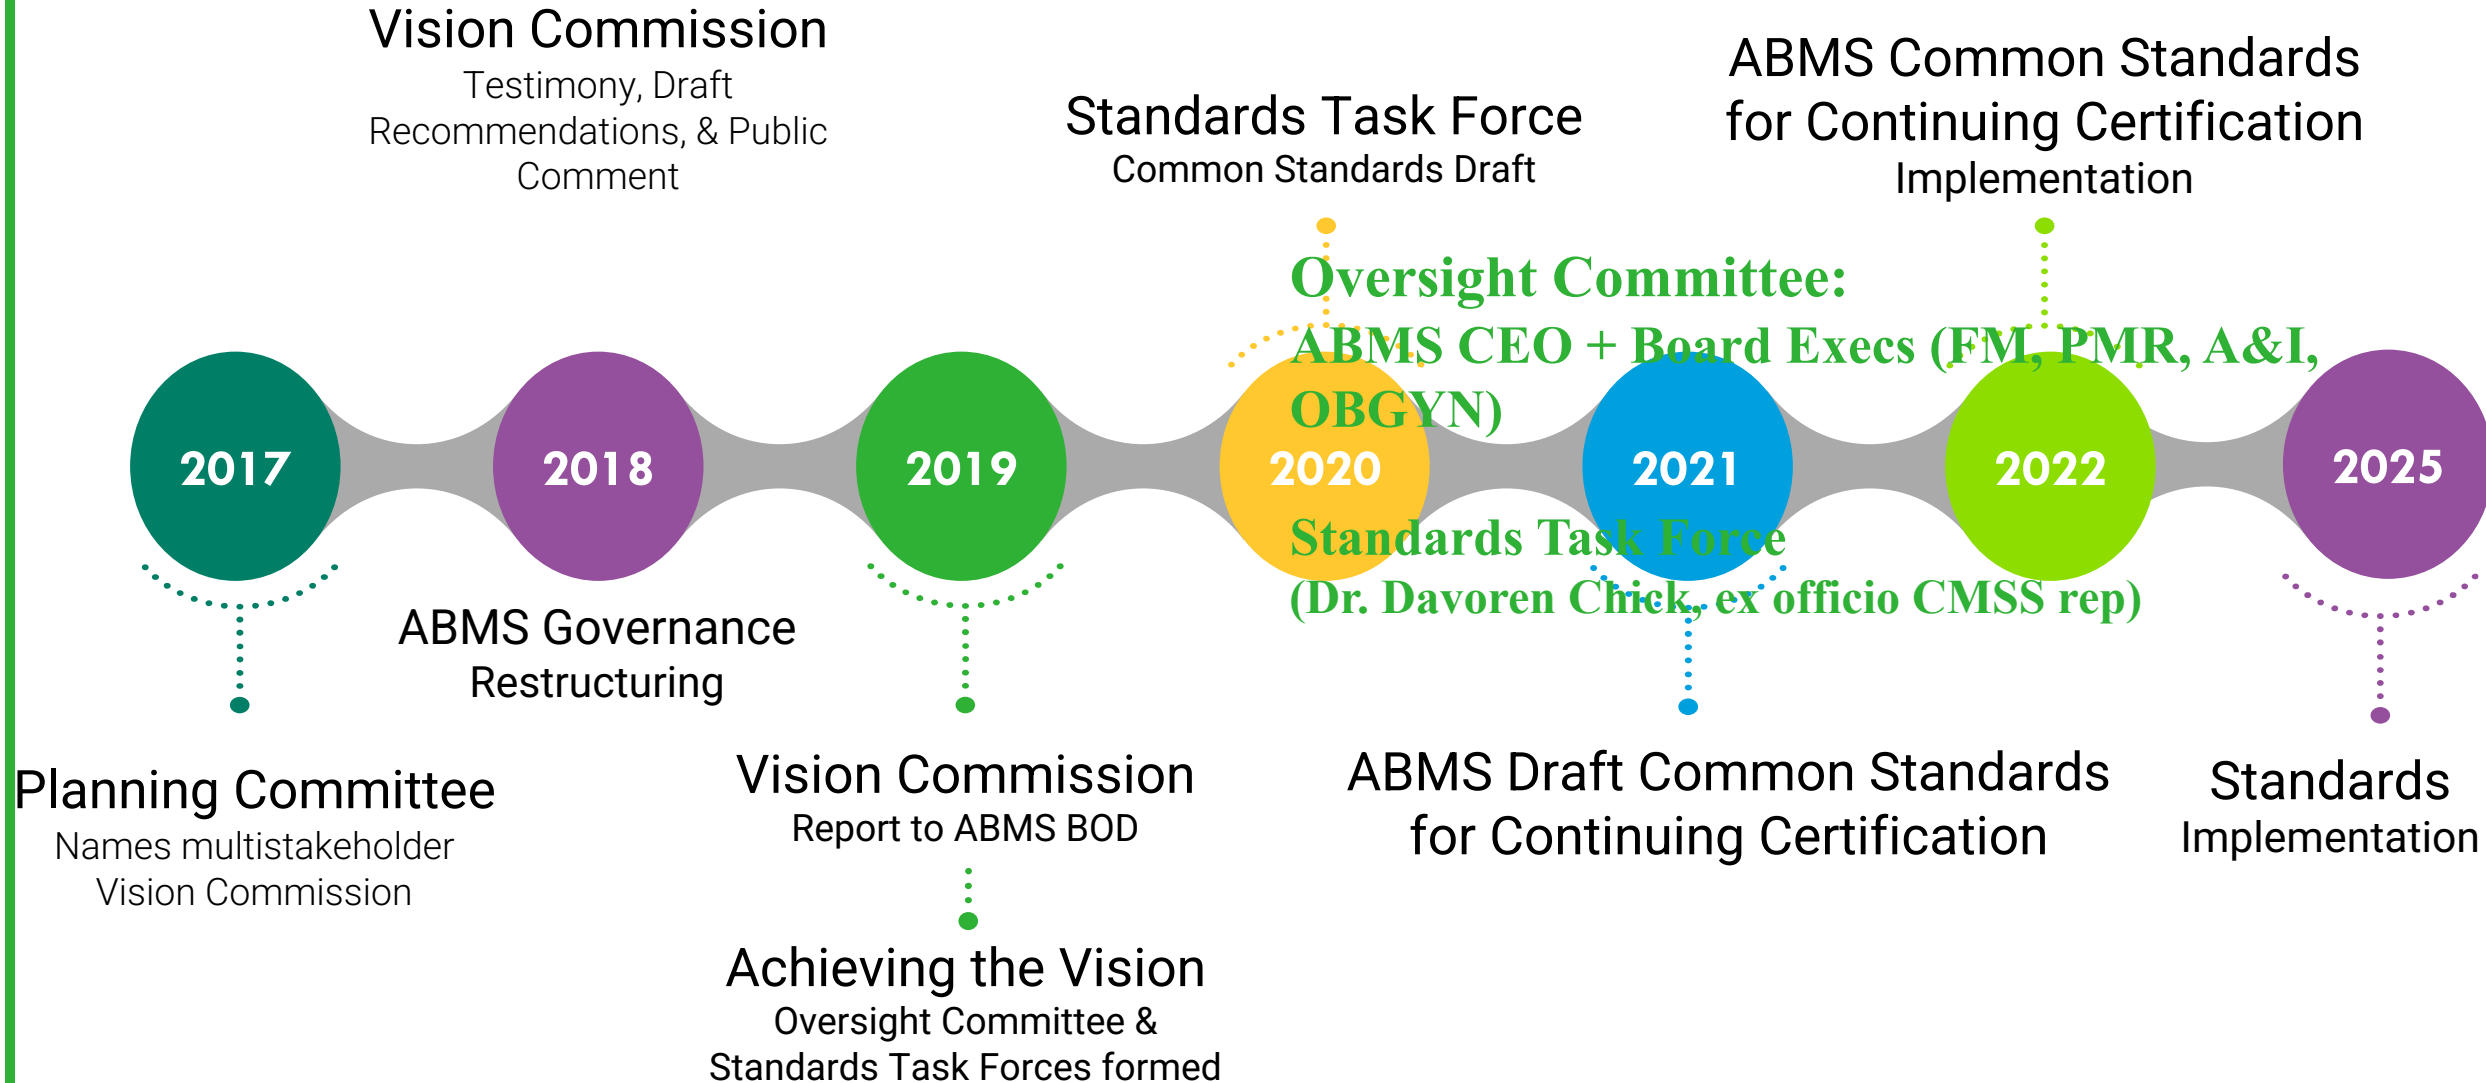 Vision Commission
Testimony, Draft
Recommendations, & Public
Comment
Standards Task Force
Common Standards Draft
ABMS Common Standards
for Continuing Certification
Implementation
Oversight Committee:
ABMS CEO + Board Execs (FM, PMR, A&I,
OBGYN)
2017
2018
2019
2020
2021
2022
2025
Standards Task Force
(Dr. Davoren Chick, ex officio CMSS rep)
ABMS Governance
Restructuring
Planning Committee
Names multistakeholder
Vision Commission
Vision Commission
Report to ABMS BOD
Achieving the Vision
Oversight Committee &
Standards Task Forces formed
ABMS Draft Common Standards
for Continuing Certification
Standards
Implementation